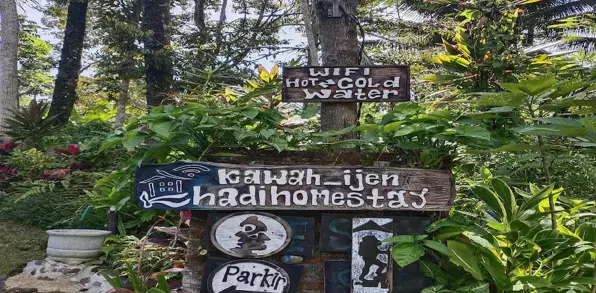 WIFI
HOT & COLD
WATER
KAWAH_IJEN
HADIHOMESTAY
PARKIR